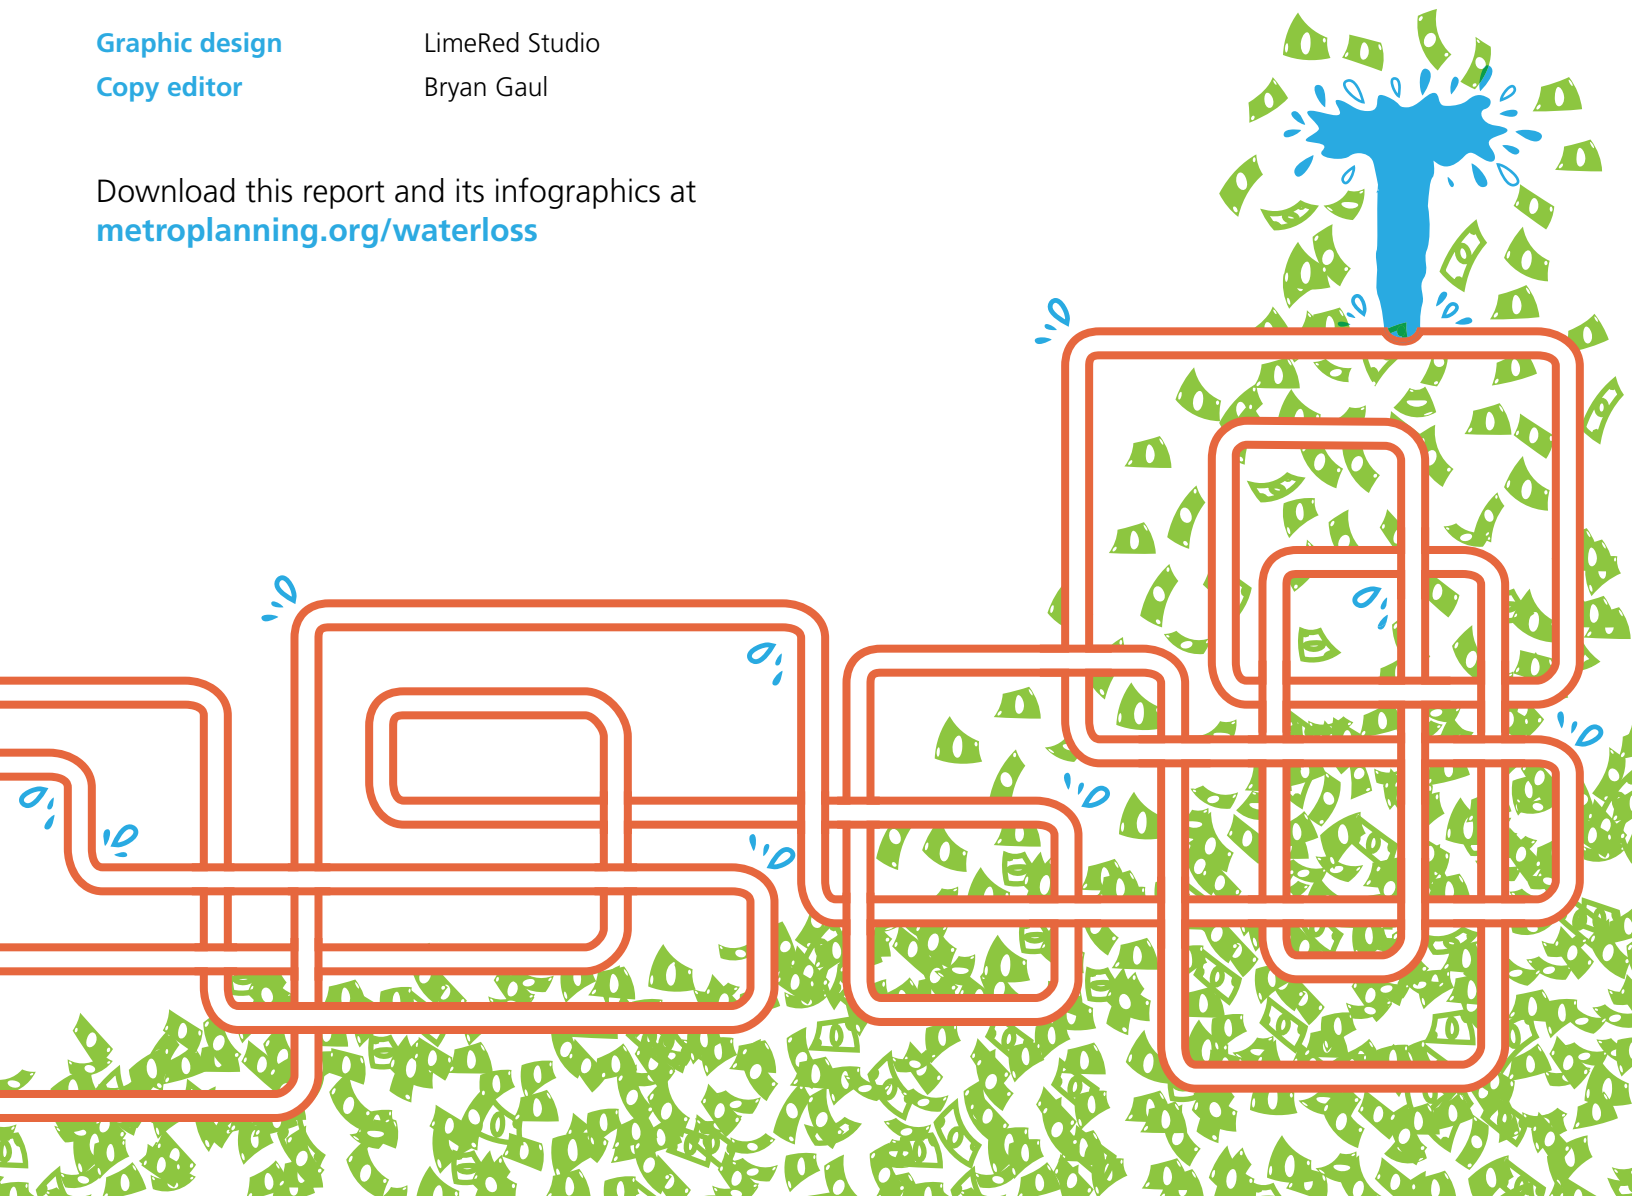 Graphic design LimeRed Studio
Copy editor Bryan Gaul
Download this report and its infographics at
metroplanning.org/waterloss